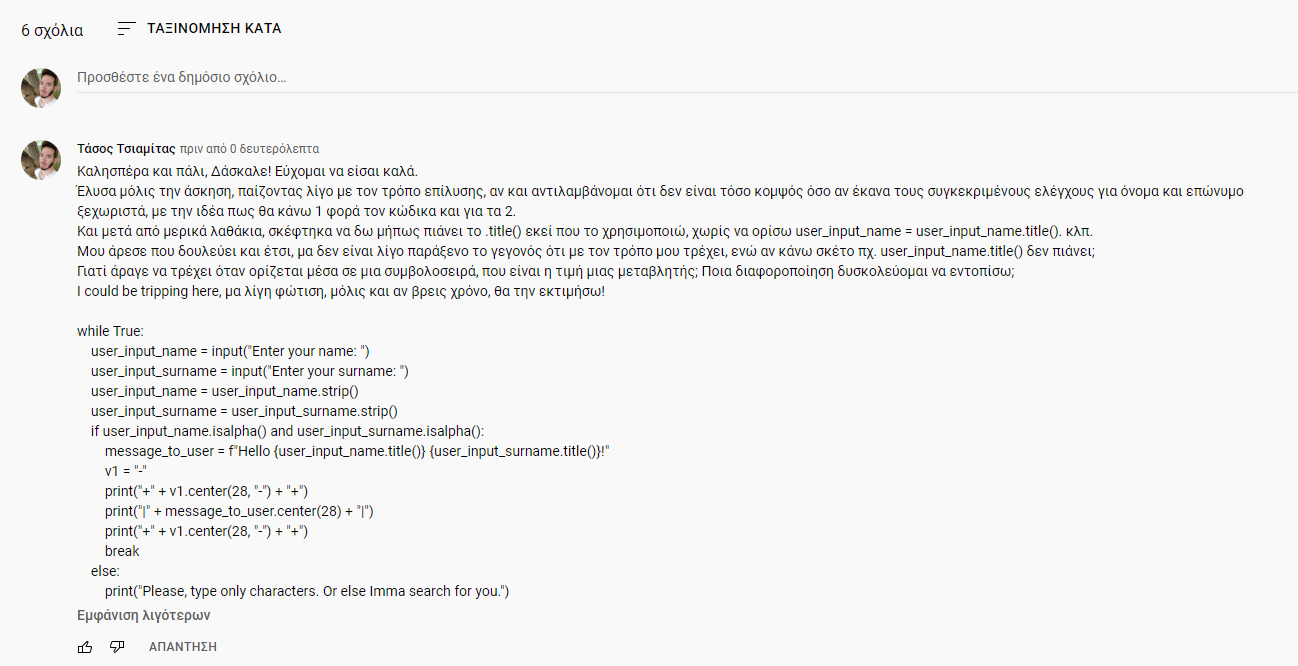 6 σχόλια ΤΑΞΙΝΟΜΗΣΗ ΚΑΤΑ
Προσθέστε ένα δημόσιο σχόλιο...
Τάσος Τσιαμίτας πριν από 0 δευτερόλεπτα
Καλησπέρα και πάλι, Δάσκαλε! Εύχομαι να είσαι καλά.
Έλυσα μόλις την άσκηση, παίζοντας λίγο με τον τρόπο επίλυσης, αν και αντιλαμβάνομαι ότι δεν είναι τόσο κομψός όσο αν έκανα τους συγκεκριμένους ελέγχους για όνομα και επώνυμο
ξεχωριστά, με την ιδέα πως θα κάνω 1 φορά τον κώδικα και για τα 2.
Και μετά από μερικά λαθάκια, σκέφτηκα να δω μήπως πιάνει το .title() εκεί που το χρησιμοποιώ, χωρίς να ορίσω user_input_name = user_input_name.title(). κλπ.
Μου άρεσε που δουλεύει και έτσι, μα δεν είναι λίγο παράξενο το γεγονός ότι με τον τρόπο μου τρέχει, ενώ αν κάνω σκέτο πχ. user_input_name.title() δεν πιάνει;
Γιατί άραγε να τρέχει όταν ορίζεται μέσα σε μια συμβολοσειρά, που είναι η τιμή μιας μεταβλητής; Ποια διαφοροποίηση δυσκολεύομαι να εντοπίσω;
I could be tripping here, μα λίγη φώτιση, μόλις και αν βρεις χρόνο, θα την εκτιμήσω!
while True:
user_input_name = input("Enter your name: ")
user_input_surname = input("Enter your surname: ")
user_input_name = user_input_name.strip()
user_input_surname = user_input_surname.strip()
if user_input_name.isalpha() and user_input_surname.isalpha():
message_to_user = f"Hello {user_input_name.title()} {user_input_surname.title()}!"
v1 = "-"
print("+" + v1.center(28, "-") + "+")
print("|" + message_to_user.center(28) + "|")
print("+" + v1.center(28, "-") + "+")
break
else:
print("Please, type only characters. Or else Imma search for you.")
Εμφάνιση λιγότερων
ΑΠΑΝΤΗΣΗ